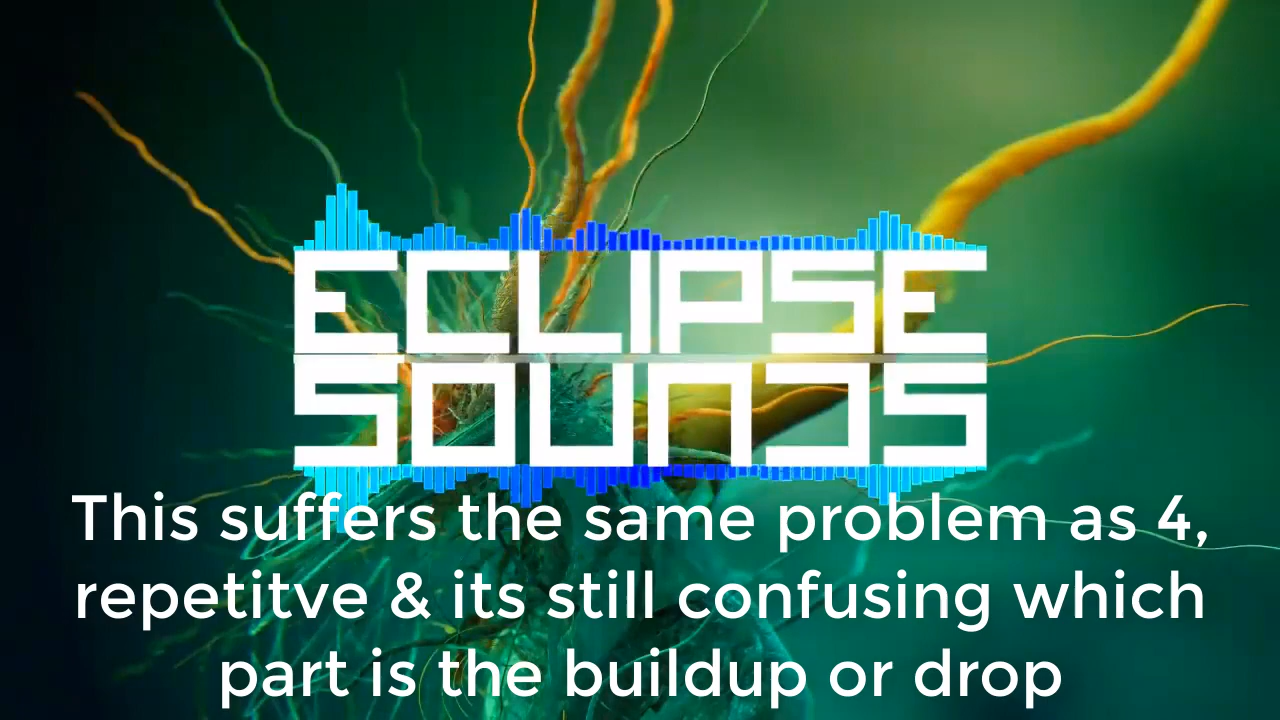 ECLIPSE
SOUNDS
This suffers the same problem as 4,
repetitve & its still confusing which
part is the buildup or drop